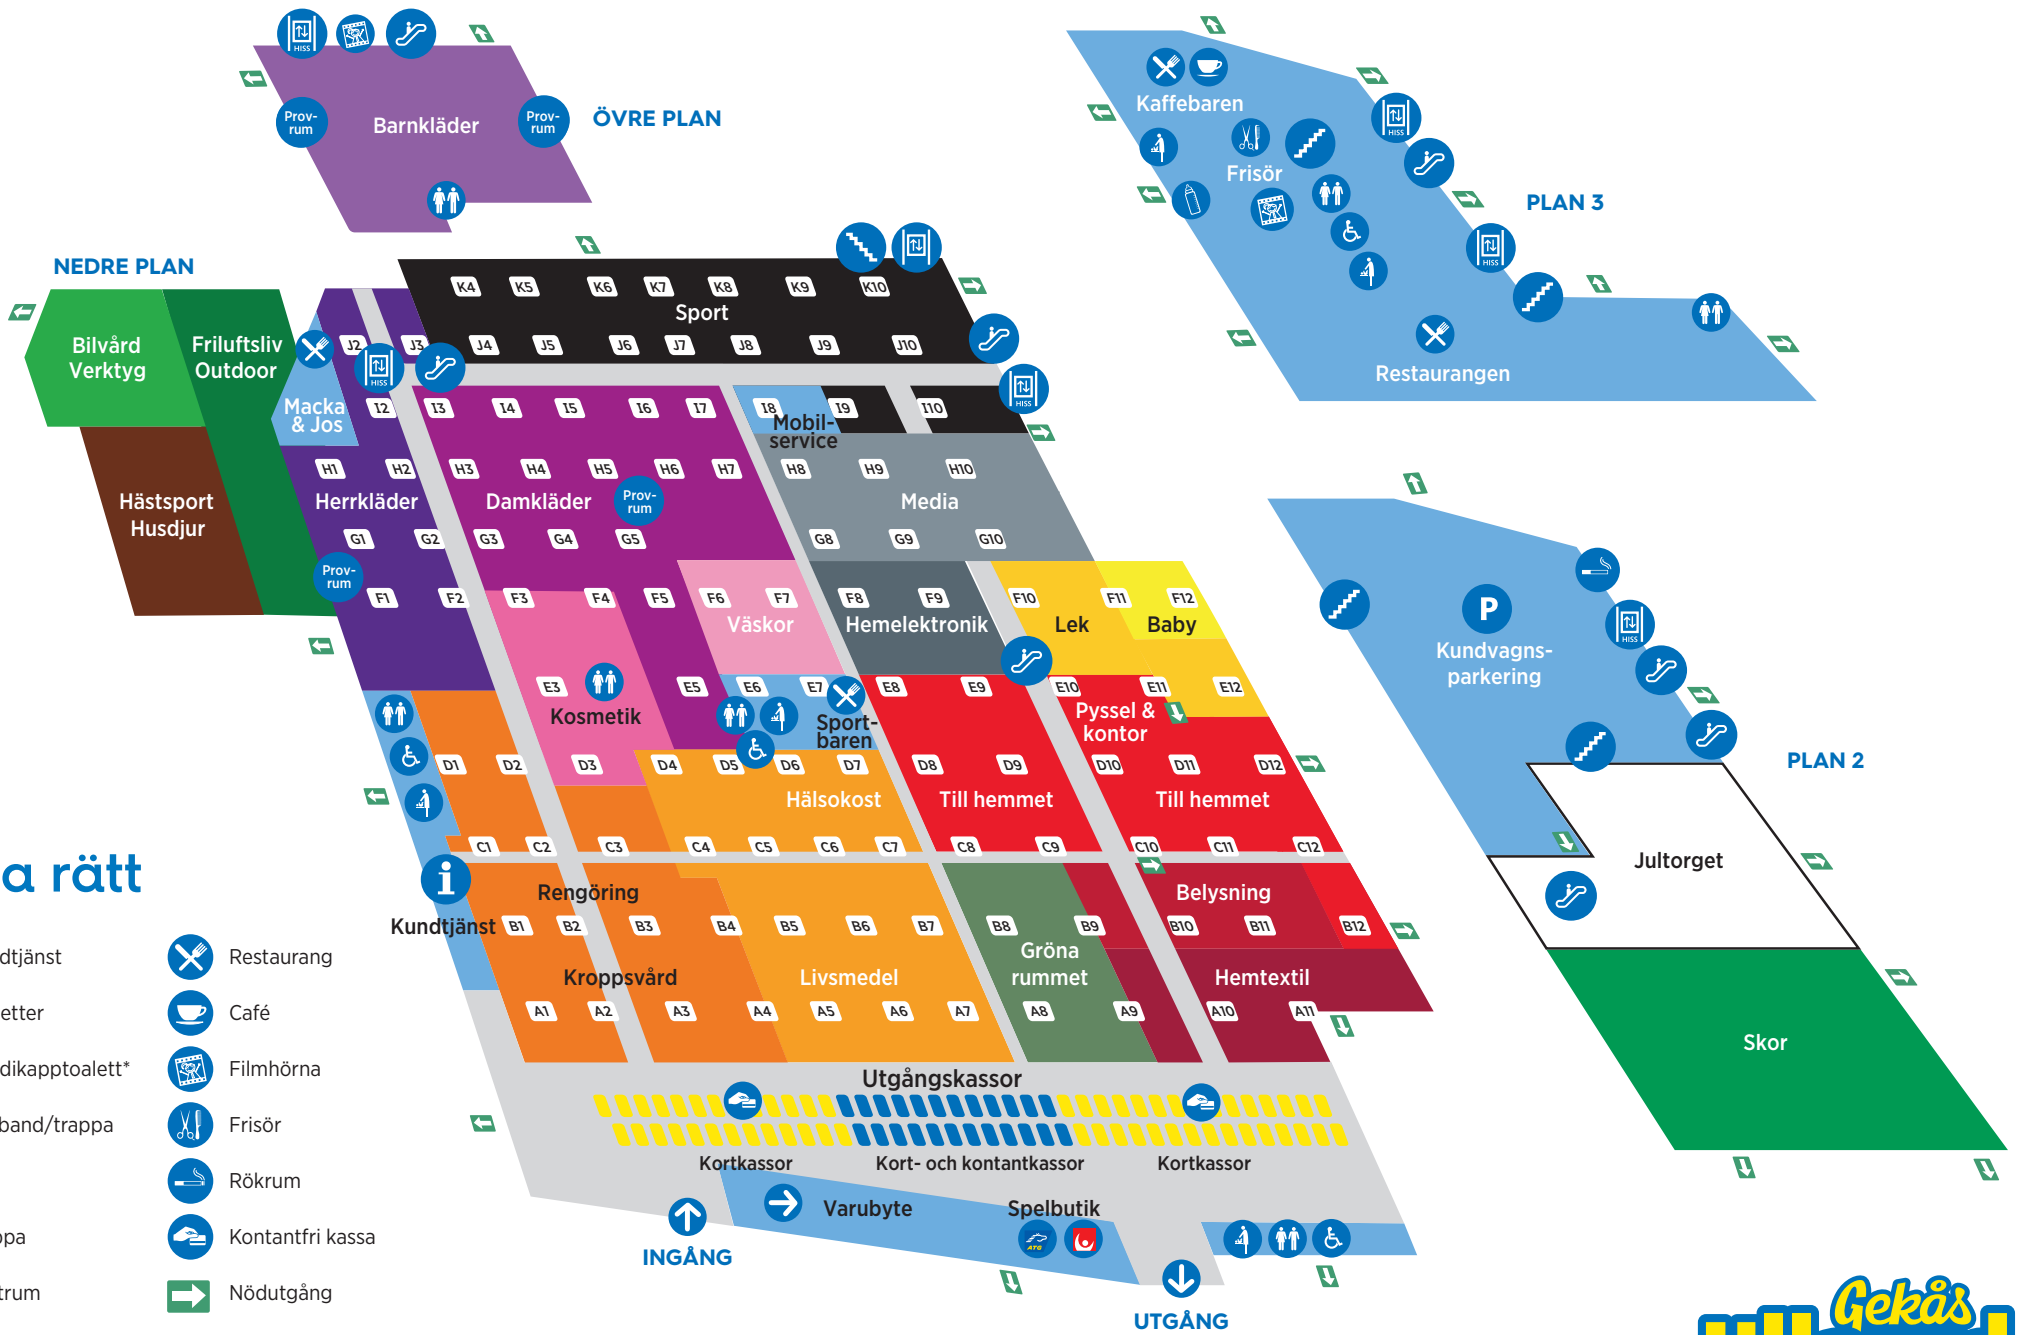 HISS
Prov-
rum
Barnkläder
Prov-
rum
ÖVRE PLAN
Kaffebaren
HISS
Frisör
PLAN 3
HISS
Restaurangen
NEDRE PLAN
Bilvård
Verktyg
Friluftsliv
Outdoor
Hästsport
Husdjur
Macka
& Jos
K4 K5 K6 K7 K8 K9 K10
Sport
J2 J3 J4 J5 J6 J7 J8 J9 J10
HISS
HISS
I2 I3 I4 I5 I6 I7 I8 I9 I10
Mobil-
service
H1 H2 H3 H4 H5 H6 H7 H8 H9 H10
Herrkläder
Damkläder
Prov-
rum
Media
G1 G2 G3 G4 G5 G8 G9 G10
Prov-
rum
F1 F2 F3 F4 F5 F6 F7 F8 F9 F10 F11 F12
Väskor
Hemelektronik
Lek
Baby
E3 E5 E6 E7 E8 E9 E10 E11 E12
Kosmetik
Sport-
baren
Pyssel &
kontor
D1 D2 D3 D4 D5 D6 D7 D8 D9 D10 D11 D12
Hälsokost
Till hemmet
Till hemmet
C1 C2 C3 C4 C5 C6 C7 C8 C9 C10 C11 C12
Rengöring
Belysning
Kundtjänst
B1 B2 B3 B4 B5 B6 B7 B8 B9 B10 B11 B12
Kroppsvård
Livsmedel
Gröna
rummet
Hemtextil
A1 A2 A3 A4 A5 A6 A7 A8 A9 A10 A11
Utgångskassor
Kortkassor
Kort- och kontantkassor
Kortkassor
Varubyte
Spelbutik
ATG
INGÅNG
UTGÅNG
P
Kundvagns-
parkering
HISS
PLAN 2
Jultorget
Skor
a rätt
dtjänst
etter
dikapptoalett*
band/trappa
pa
trum
Restaurang
Café
Filmhörna
Frisör
Rökrum
Kontantfri kassa
Nödutgång
Gekås